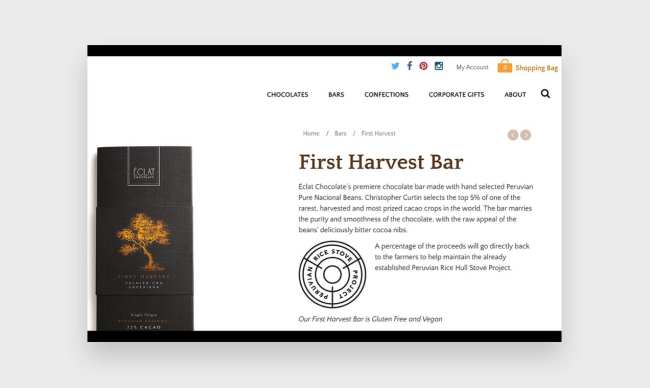 My Account
Shopping Bag
CHOCOLATES BARS CONFECTIONS CORPORATE GIFTS ABOUT
Home / Bars / First Harvest
First Harvest Bar
Éclat Chocolate's premiere chocolate bar made with hand selected Peruvian
Pure Nacional Beans. Christopher Curtin selects the top 5% of one of the
rarest, harvested and most prized cacao crops in the world. The bar marries
the purity and smoothness of the chocolate, with the raw appeal of the
beans' deliciously bitter cocoa nibs.
PERUVIAN RICE STOVE PROJECT
A percentage of the proceeds will go directly back
to the farmers to help maintain the already
established Peruvian Rice Hull Stove Project.
Our First Harvest Bar is Gluten Free and Vegan
ÉCLAT
CHOCOLATE
FIRST HARVEST
Single Origin
72% CACAO